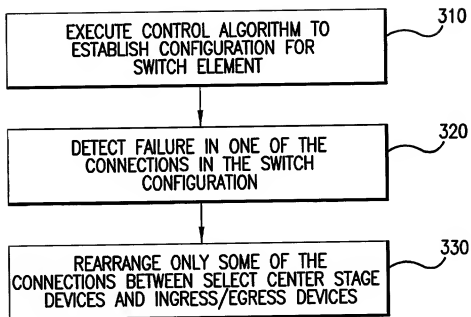 EXECUTE CONTROL ALGORITHM TO
ESTABLISH CONFIGURATION FOR
SWITCH ELEMENT
310
DETECT FAILURE IN ONE OF THE
CONNECTIONS IN THE SWITCH
CONFIGURATION
320
REARRANGE ONLY SOME OF THE
CONNECTIONS BETWEEN SELECT CENTER STAGE
DEVICES AND INGRESS/EGRESS DEVICES
330